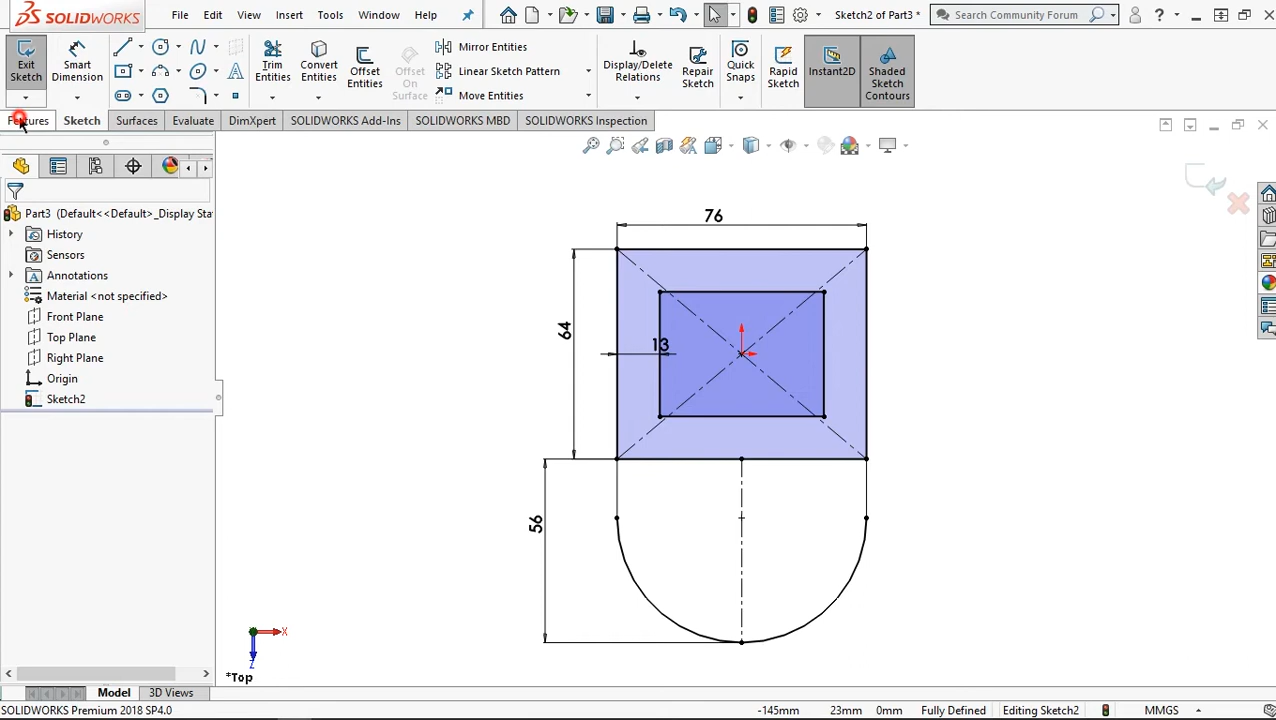 SOLIDWORKS File Edit View Insert Tools Window Help Sketch2 of Part3 * Search Community Forum ?
Exit Sketch Smart Dimension Trim Entities Convert Entities Offset Entities Offset On Surface Mirror Entities Linear Sketch Pattern Move Entities Display/Delete Relations Repair Sketch Quick Snaps Rapid Sketch Instant2D Shaded Sketch Contours
Features Sketch Surfaces Evaluate DimXpert SOLIDWORKS Add-Ins SOLIDWORKS MBD SOLIDWORKS Inspection
Part3 (Default<<Default>_Display Sta
History
Sensors
Annotations
Material <not specified>
Front Plane
Top Plane
Right Plane
Origin
Sketch2
76
64
13
56
X
Z
*Top
Model 3D Views
SOLIDWORKS Premium 2018 SP4.0 -145mm 23mm 0mm Fully Defined Editing Sketch2 MMGS